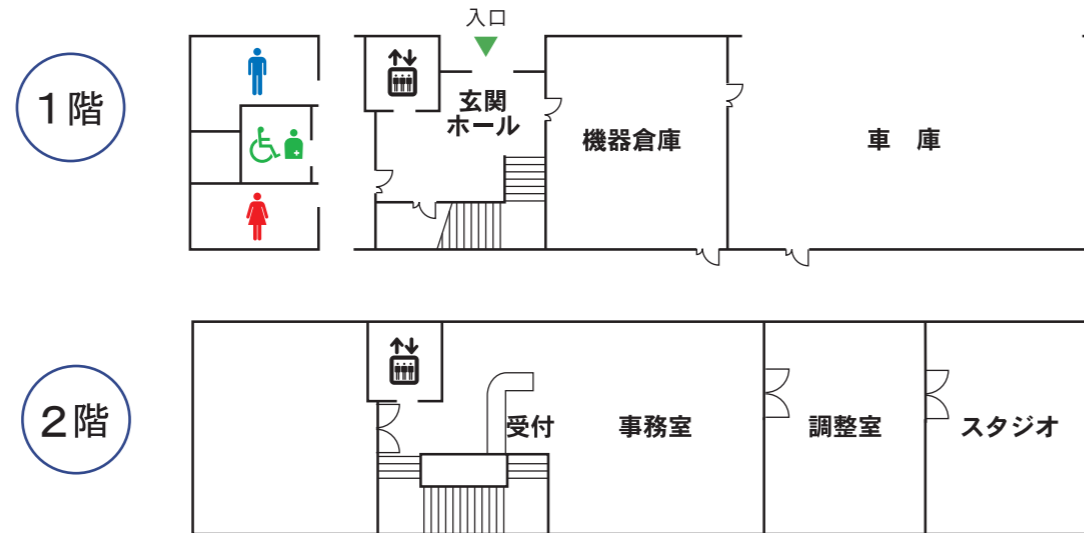 入口
1階
玄関
ホール
機器倉庫
車　庫
2階
受付
事務室
調整室
スタジオ